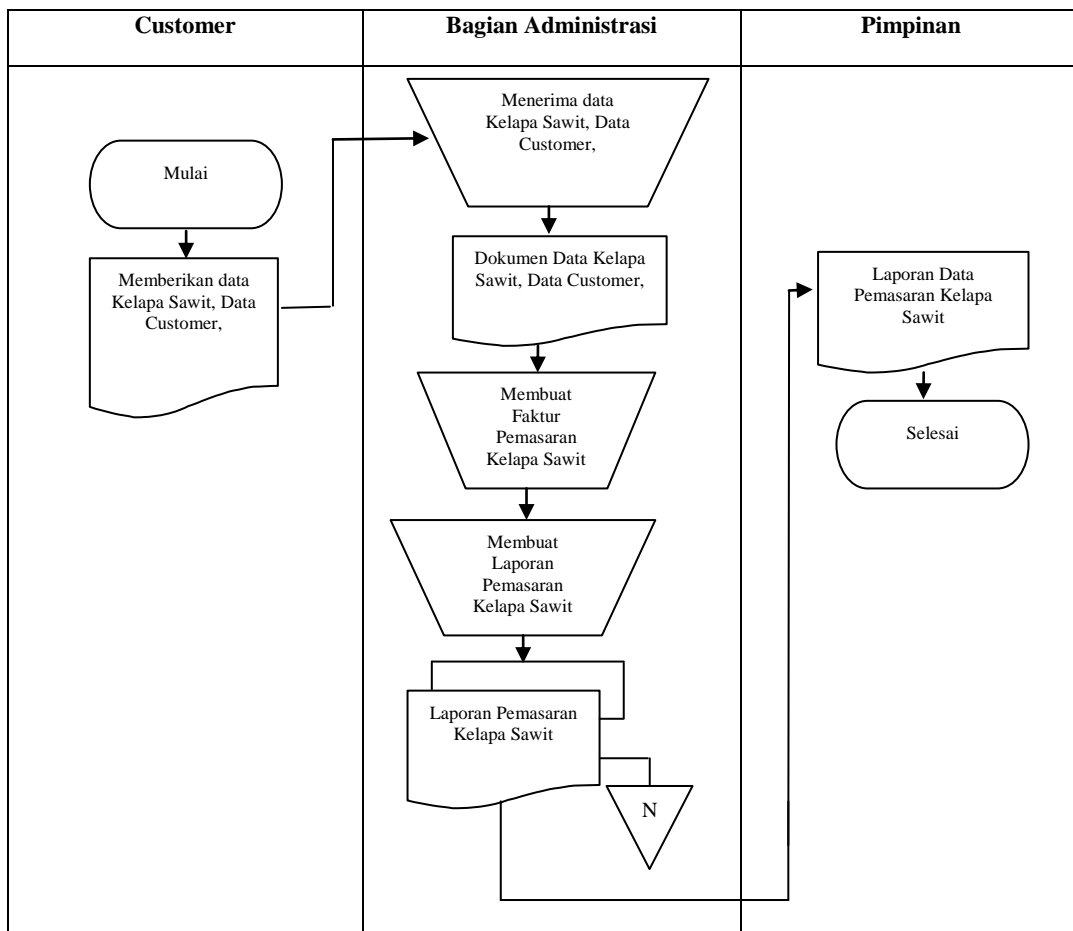 Customer
Bagian Administrasi
Pimpinan
Mulai
Memberikan data
Kelapa Sawit, Data
Customer,
Menerima data
Kelapa Sawit, Data
Customer,
Dokumen Data Kelapa
Sawit, Data Customer,
Membuat
Faktur
Pemasaran
Kelapa Sawit
Membuat
Laporan
Pemasaran
Kelapa Sawit
Laporan Pemasaran
Kelapa Sawit
N
Laporan Data
Pemasaran Kelapa
Sawit
Selesai